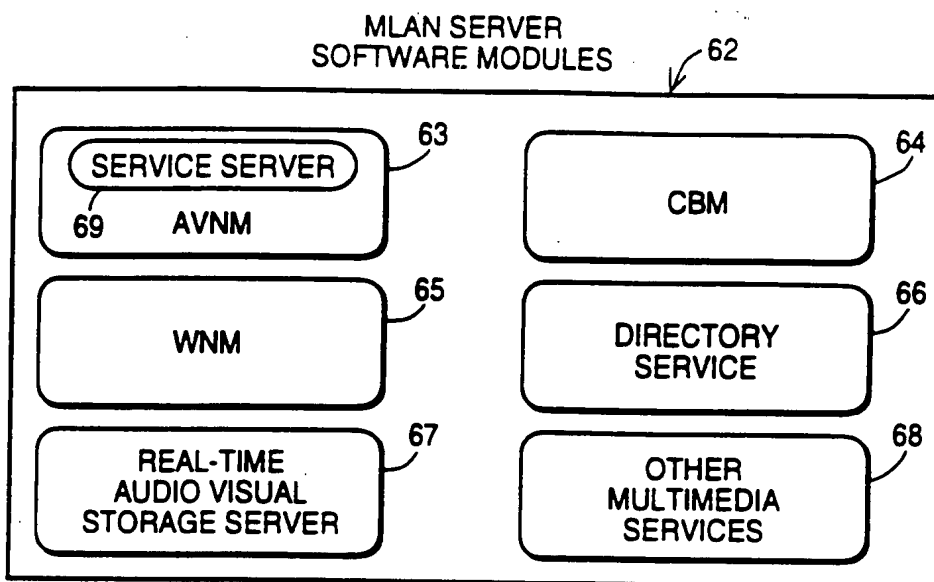 MLAN SERVER
SOFTWARE MODULES
62
SERVICE SERVER
63
69
AVNM
CBM
64
WNM
65
DIRECTORY
SERVICE
66
REAL-TIME
AUDIO VISUAL
STORAGE SERVER
67
OTHER
MULTIMEDIA
SERVICES
68